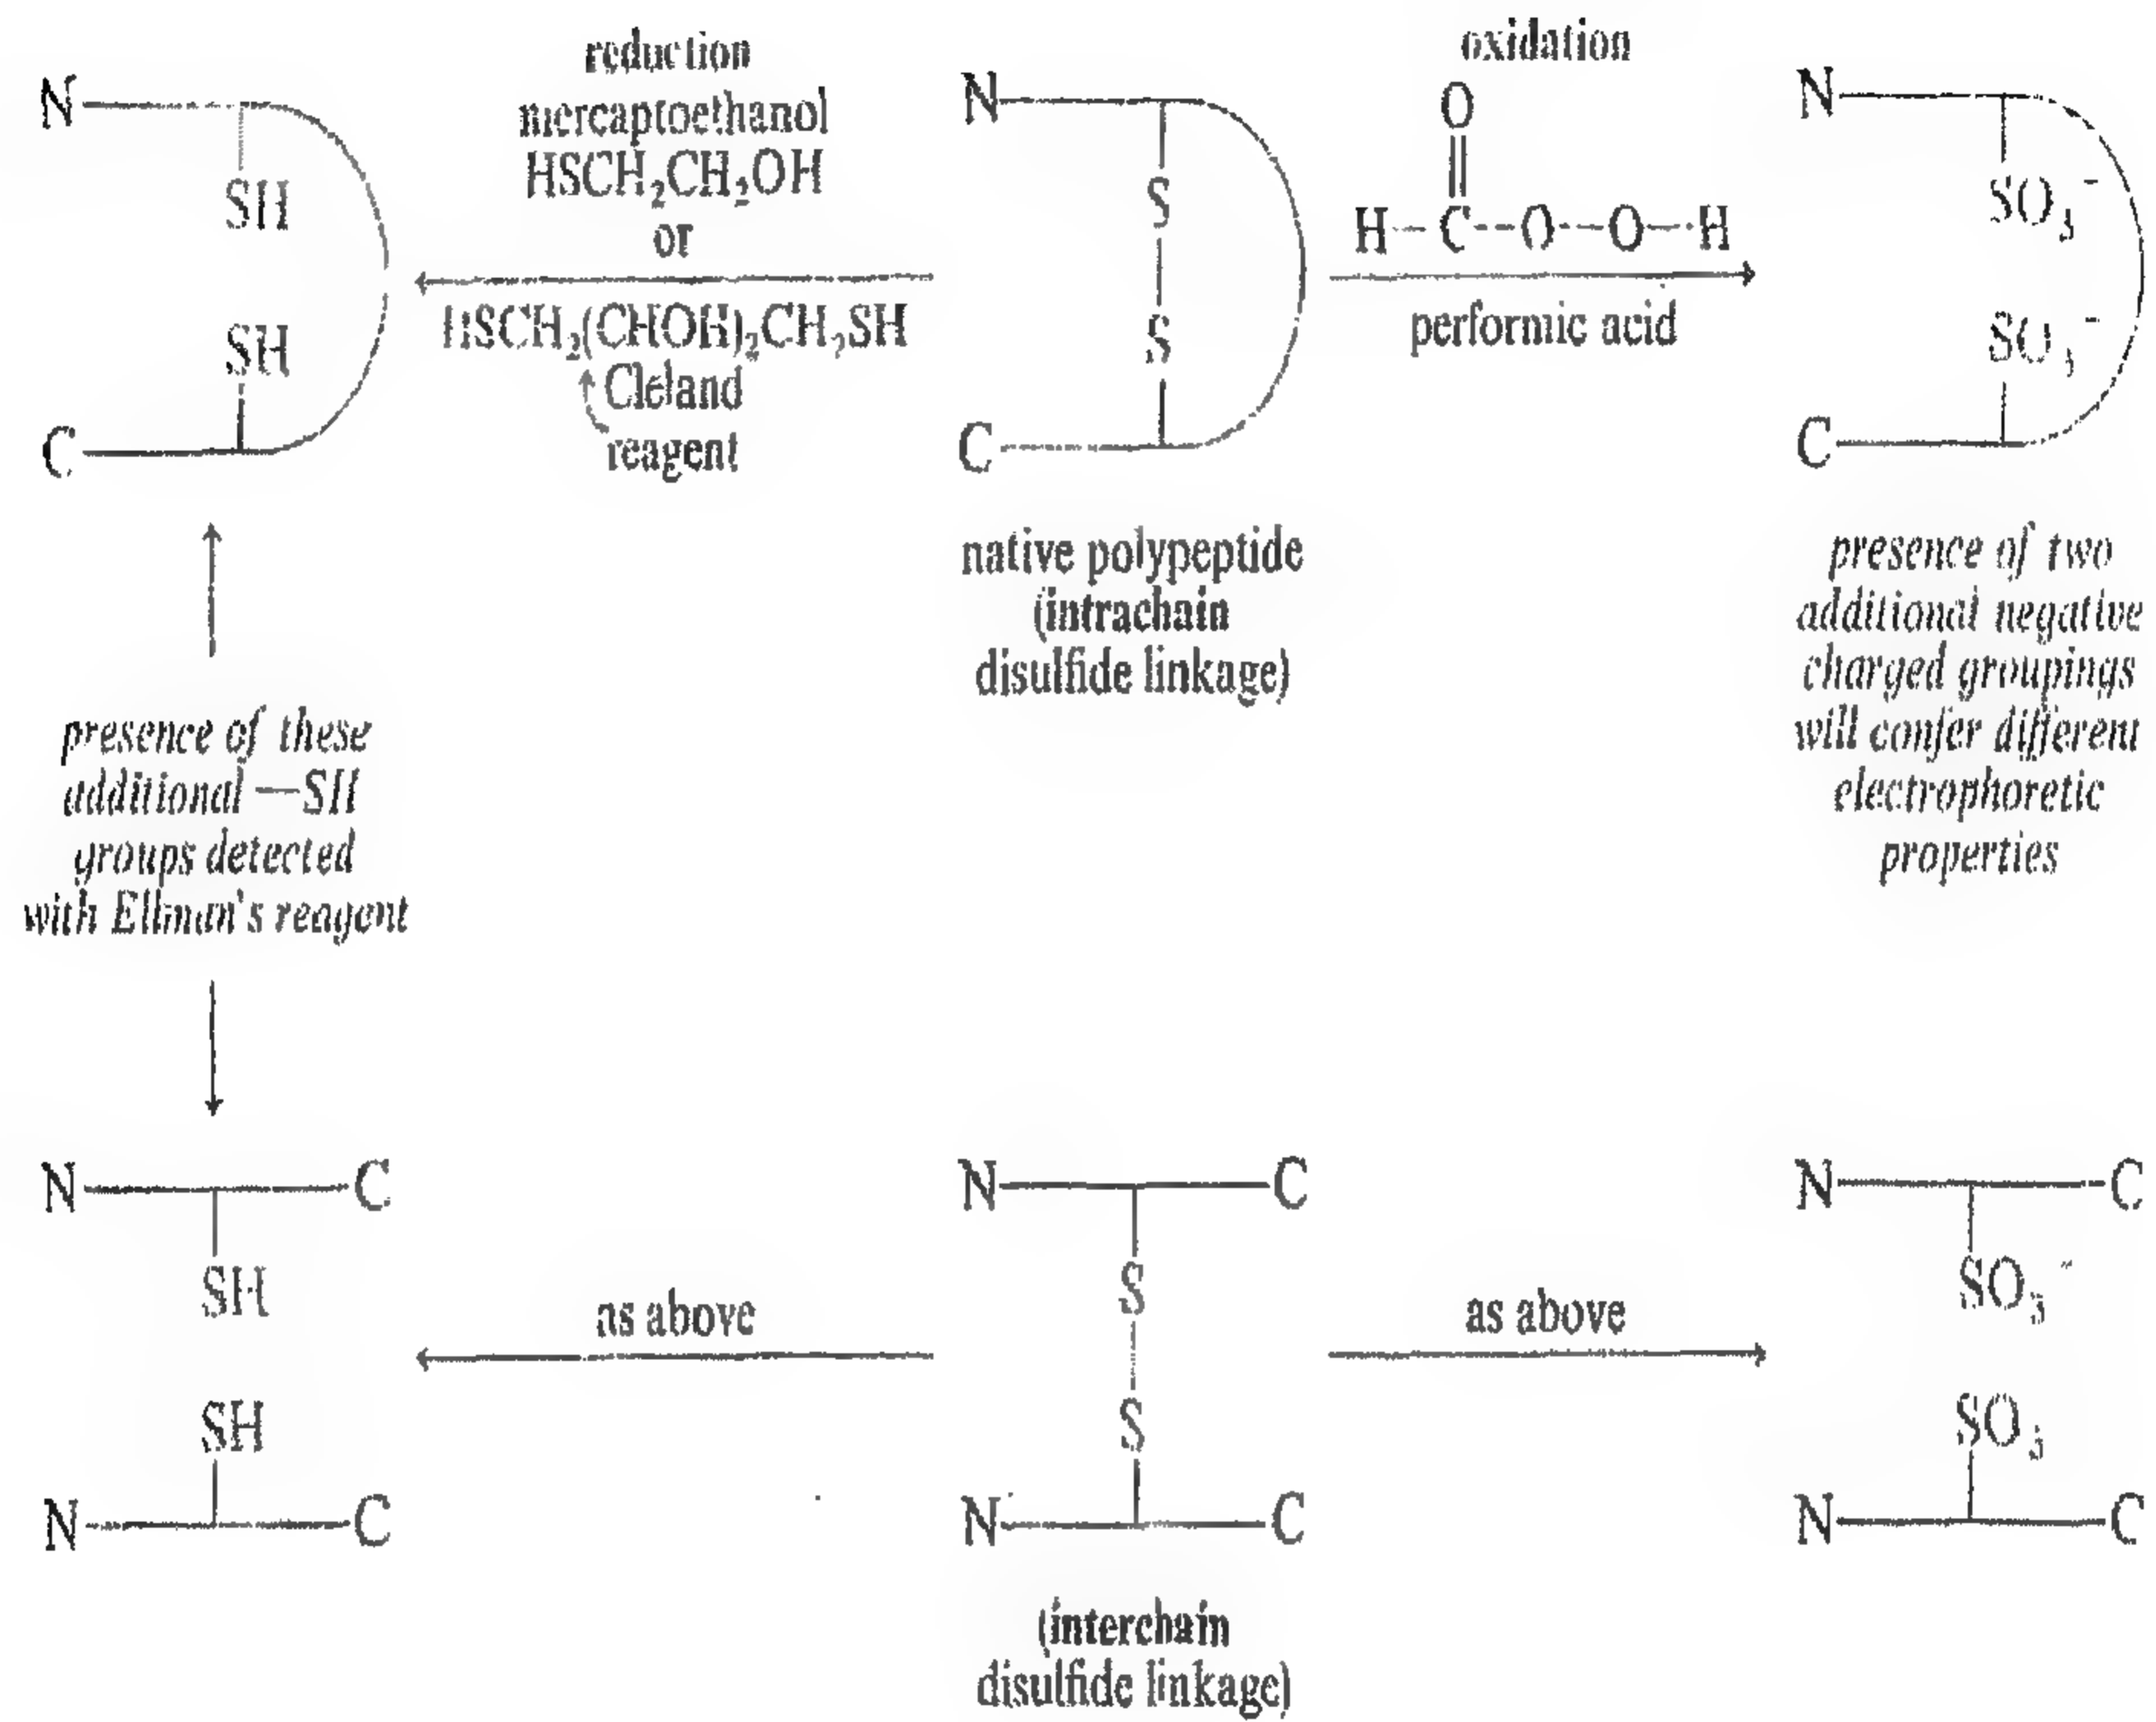 reduction
mercaptoethanol
HSCH₂CH₂OH
or
HSCH₂(CHOH)₂CH₂SH
Cleland
reagent
oxidation
O
H—C—O—O—H
performic acid
N
SH
SH
C
N
S
S
C
N
SO₃⁻
SO₃⁻
C
native polypeptide
(intrachain
disulfide linkage)
presence of two
additional negative
charged groupings
will confer different
electrophoretic
properties
presence of these
additional —SH
groups detected
with Ellman's reagent
N C
SH
SH
N C
as above
N C
S
S
N C
as above
N C
SO₃⁻
SO₃
N C
(interchain
disulfide linkage)